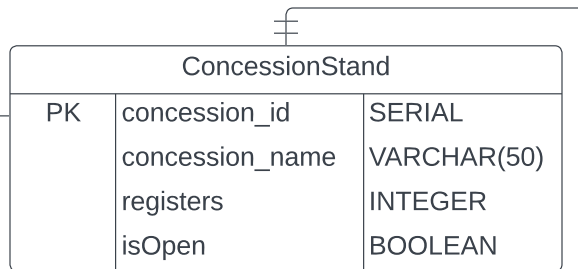 ConcessionStand
PK concession_id SERIAL
concession_name VARCHAR(50)
registers INTEGER
isOpen BOOLEAN